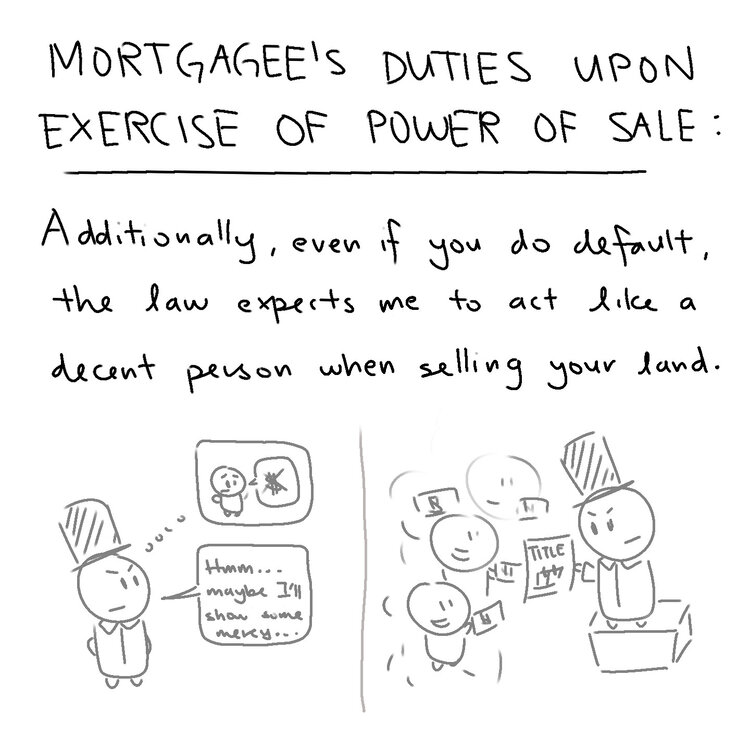 MORTGAGEE'S DUTIES UPON
EXERCISE OF POWER OF SALE:
Additionally, even if you do default,
the law expects me to act like a
decent person when selling your land.
Hmm...
maybe I'll
show some
mercy...
TITLE